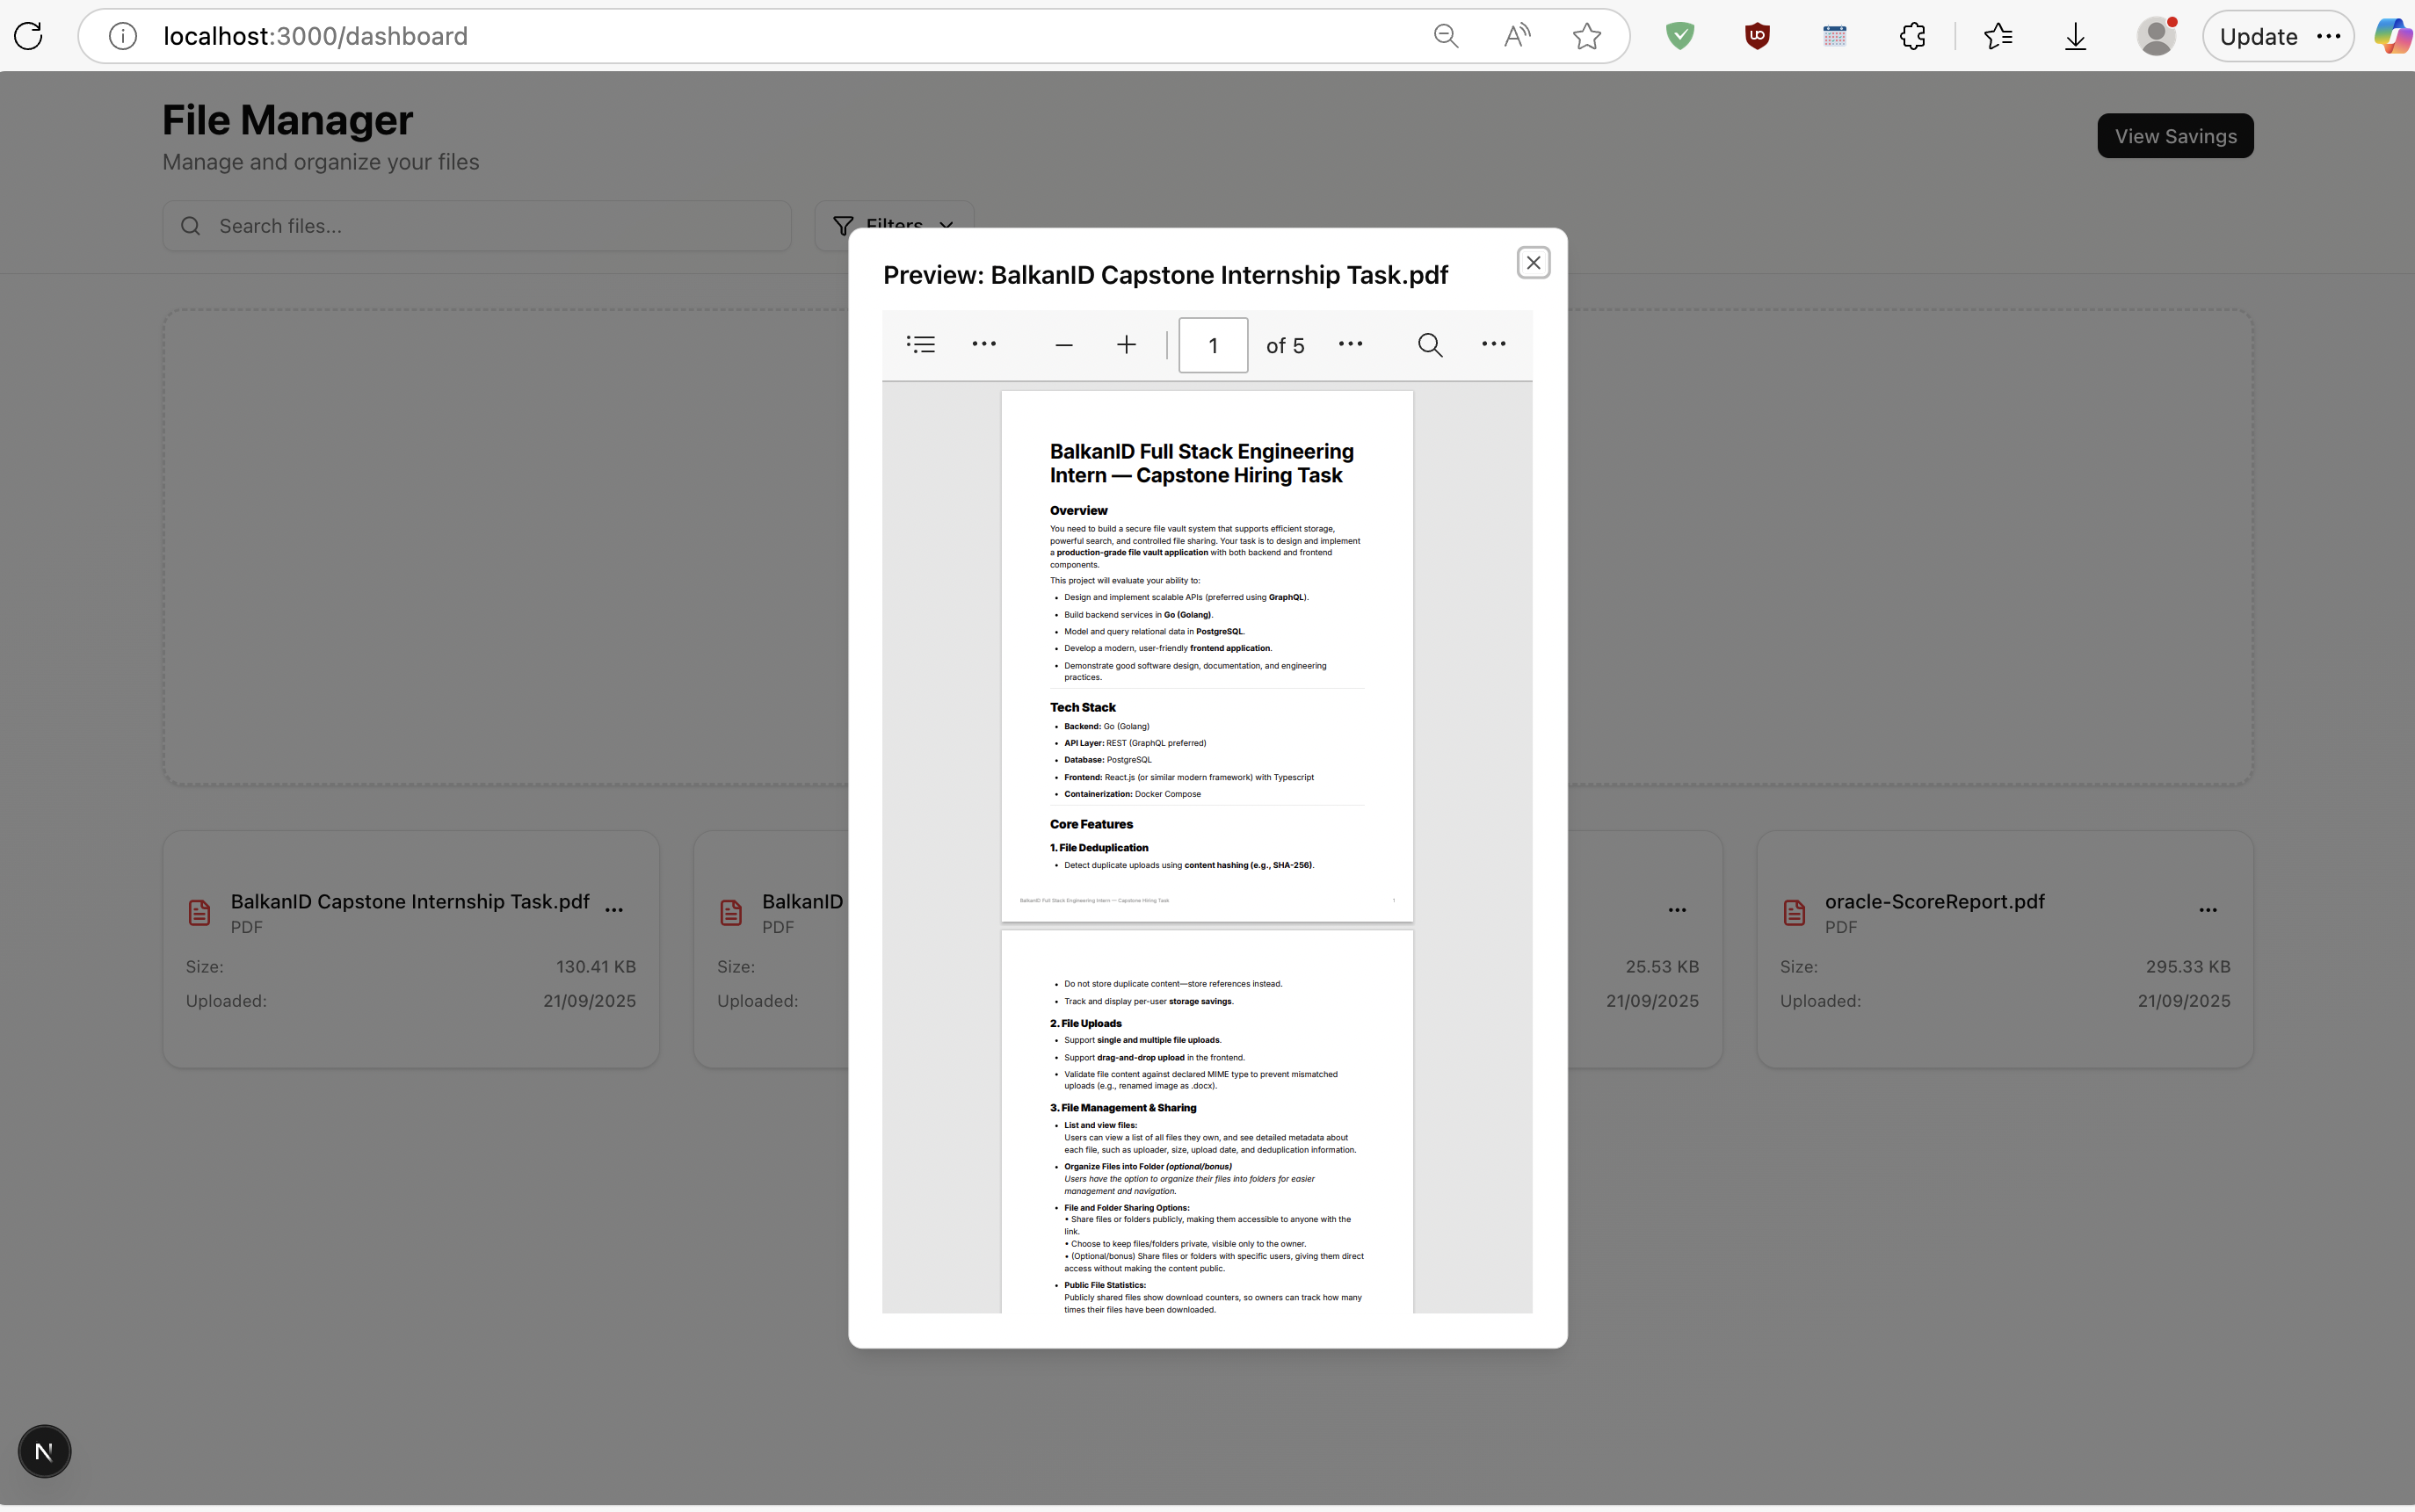 localhost:3000/dashboard
Update
File Manager
Manage and organize your files
View Savings
Search files...
Filters
Preview: BalkanID Capstone Internship Task.pdf
1 of 5
BalkanID Full Stack Engineering
Intern — Capstone Hiring Task
Overview
You need to build a secure file vault system that supports efficient storage,
powerful search, and controlled file sharing. Your task is to design and implement
a production-grade file vault application with both backend and frontend
components.
This project will evaluate your ability to:
• Design and implement scalable APIs (preferred using GraphQL).
• Build backend services in Go (Golang).
• Model and query relational data in PostgreSQL.
• Develop a modern, user-friendly frontend application.
• Demonstrate good software design, documentation, and engineering
practices.
Tech Stack
• Backend: Go (Golang)
• API Layer: REST (GraphQL preferred)
• Database: PostgreSQL
• Frontend: React.js (or similar modern framework) with Typescript
• Containerization: Docker Compose
Core Features
1. File Deduplication
• Detect duplicate uploads using content hashing (e.g., SHA-256).
BalkanID Full Stack Engineering Intern — Capstone Hiring Task 1
• Do not store duplicate content—store references instead.
• Track and display per-user storage savings.
2. File Uploads
• Support single and multiple file uploads.
• Support drag-and-drop upload in the frontend.
• Validate file content against declared MIME type to prevent mismatched
uploads (e.g., renamed image as .docx).
3. File Management & Sharing
• List and view files:
Users can view a list of all files they own, and see detailed metadata about
each file, such as uploader, size, upload date, and deduplication information.
• Organize Files into Folder (optional/bonus)
Users have the option to organize their files into folders for easier
management and navigation.
• File and Folder Sharing Options:
• Share files or folders publicly, making them accessible to anyone with the
link.
• Choose to keep files/folders private, visible only to the owner.
• (Optional/bonus) Share files or folders with specific users, giving them direct
access without making the content public.
• Public File Statistics:
Publicly shared files show download counters, so owners can track how many
times their files have been downloaded.
BalkanID Capstone Internship Task.pdf
PDF
Size: 130.41 KB
Uploaded: 21/09/2025
BalkanID
PDF
Size:
Uploaded:
25.53 KB
21/09/2025
oracle-ScoreReport.pdf
PDF
Size: 295.33 KB
Uploaded: 21/09/2025
N